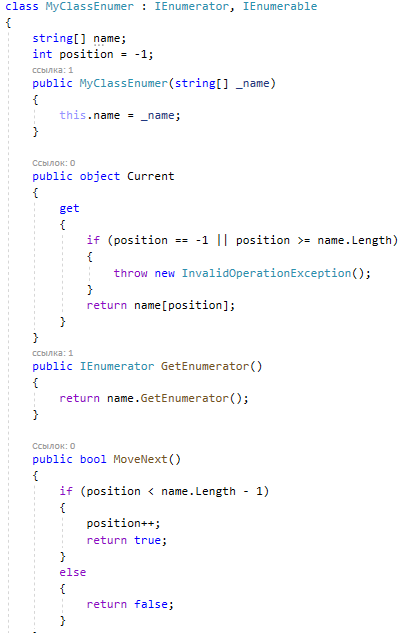 class MyClassEnumer : IEnumerator, IEnumerable
{
string[] name;
int position = -1;
ссылка: 1
public MyClassEnumer(string[] _name)
{
this.name = _name;
}
Ссылок: 0
public object Current
{
get
{
if (position == -1 || position >= name.Length)
{
throw new InvalidOperationException();
}
return name[position];
}
}
ссылка: 1
public IEnumerator GetEnumerator()
{
return name.GetEnumerator();
}
Ссылок: 0
public bool MoveNext()
{
if (position < name.Length - 1)
{
position++;
return true;
}
else
{
return false;
}